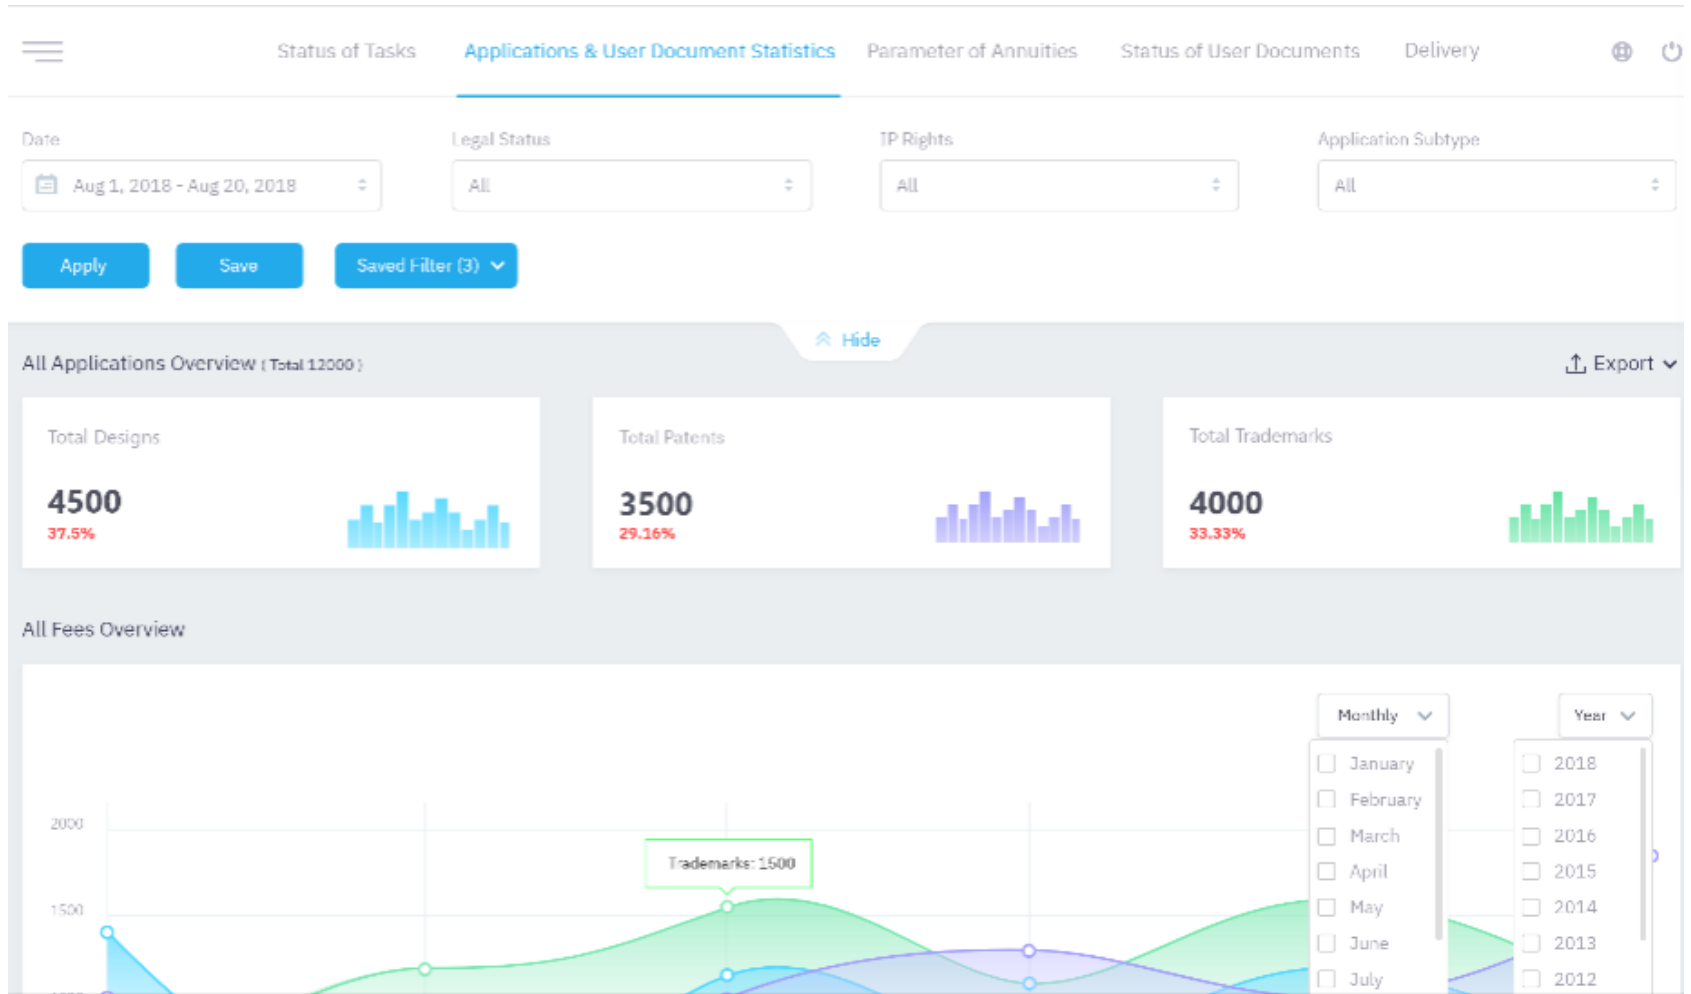 Status of Tasks
Applications & User Document Statistics
Parameter of Annuities
Status of User Documents
Delivery
Date
Legal Status
IP Rights
Application Subtype
Aug 1, 2018 - Aug 20, 2018
All
All
All
Apply
Save
Saved Filter (3)
Hide
All Applications Overview ( Total 12000 )
Export
Total Designs
4500
37.5%
Total Patents
3500
29.16%
Total Trademarks
4000
33.33%
All Fees Overview
Monthly
January
February
March
April
May
June
July
Year
2018
2017
2016
2015
2014
2013
2012
2000
1500
Trademarks: 1500